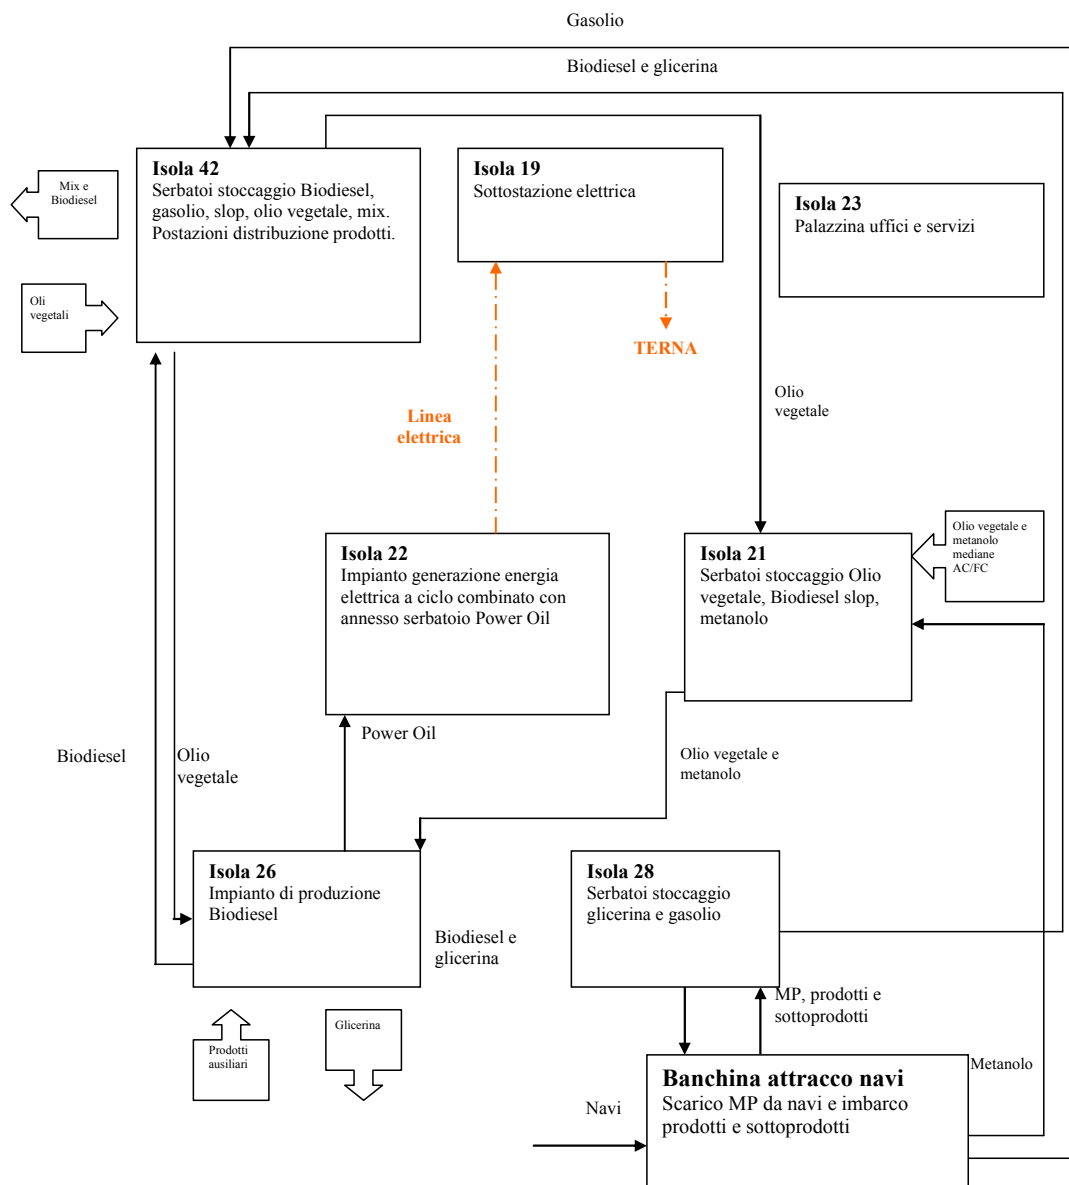 Gasolio
Biodiesel e glicerina
Isola 42
Serbatoi stoccaggio Biodiesel,
gasolio, slop, olio vegetale, mix.
Postazioni distribuzione prodotti.
Isola 19
Sottostazione elettrica
Isola 23
Palazzina uffici e servizi
Mix e
Biodiesel
Oli
vegetali
TERNA
Linea
elettrica
Olio
vegetale
Isola 22
Impianto generazione energia
elettrica a ciclo combinato con
annesso serbatoio Power Oil
Isola 21
Serbatoi stoccaggio Olio
vegetale, Biodiesel slop,
metanolo
Olio vegetale e
metanolo
mediane
AC/FC
Biodiesel
Olio
vegetale
Power Oil
Olio vegetale e
metanolo
Isola 26
Impianto di produzione
Biodiesel
Biodiesel e
glicerina
Isola 28
Serbatoi stoccaggio
glicerina e gasolio
MP, prodotti e
sottoprodotti
Prodotti
ausiliari
Glicerina
Navi
Banchina attracco navi
Scarico MP da navi e imbarco
prodotti e sottoprodotti
Metanolo